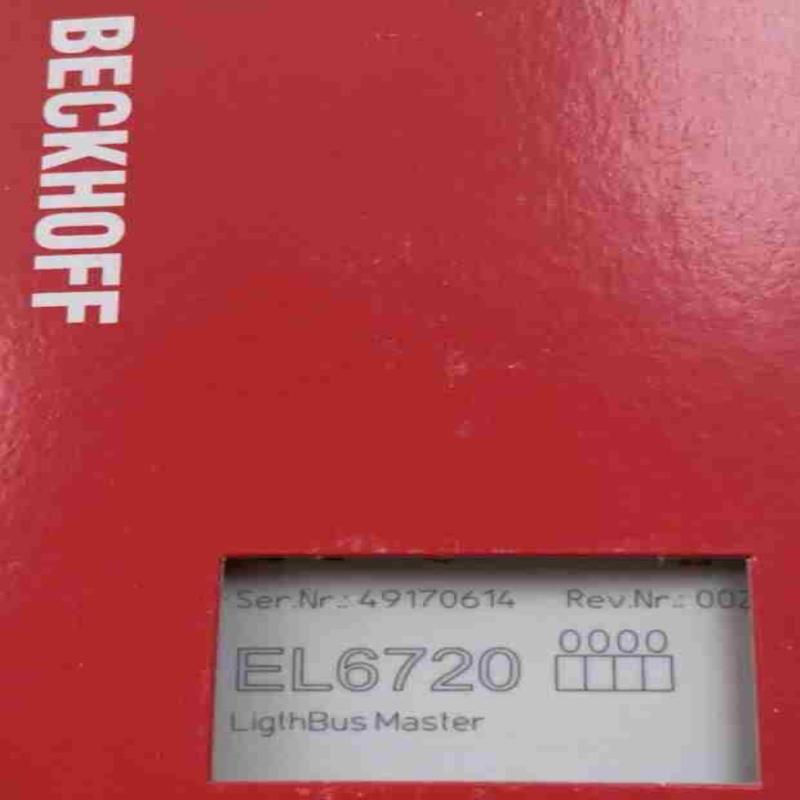 BECKHOFF
Ser.Nr.: 49170614 Rev.Nr.: 002
EL6720 0000
LigthBus Master